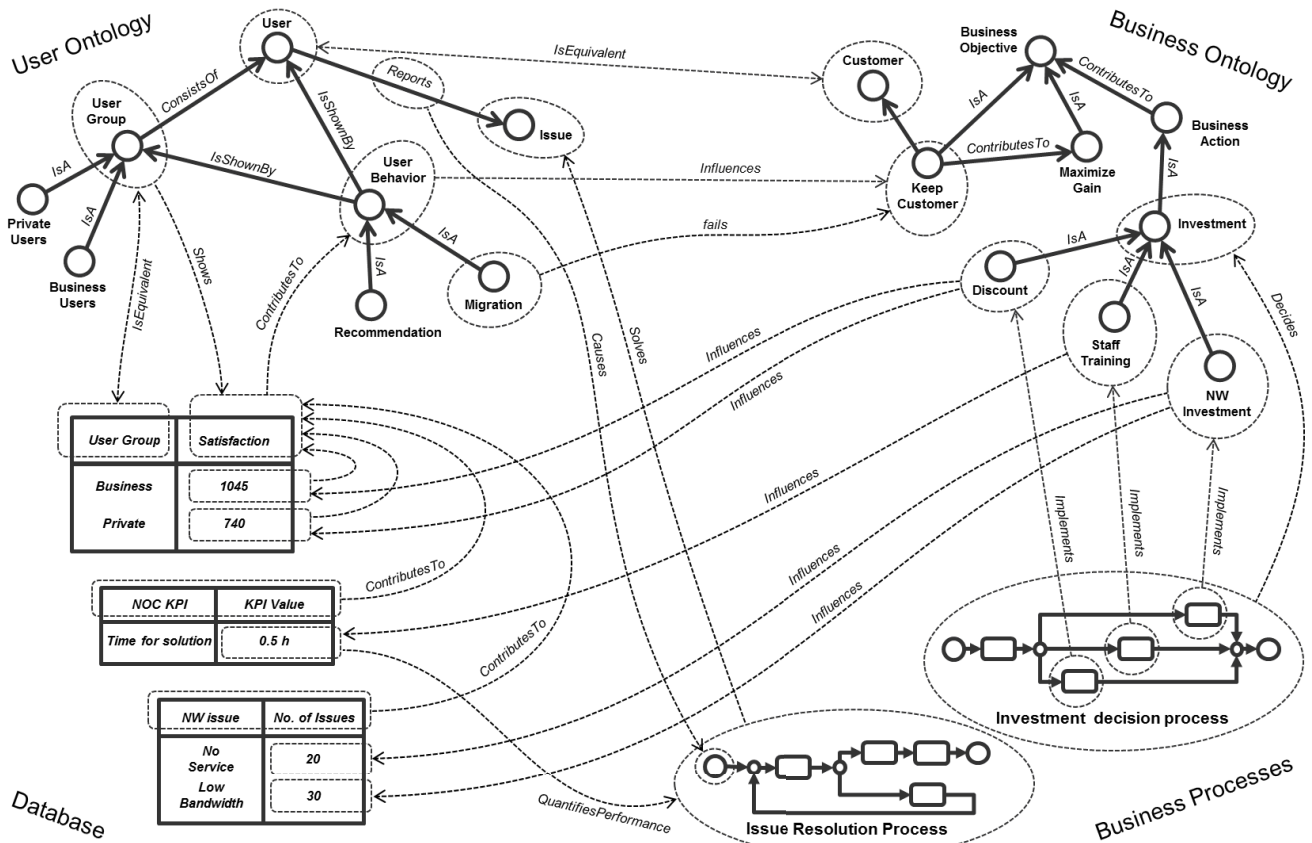 User Ontology
User
IsEquivalent
Customer
Business
Objective
Business Ontology
ConsistsOf
Reports
ContributesTo
User
Group
IsShownBy
Issue
IsA
IsA
Business
Action
IsShownBy
User
Behavior
Influences
ContributesTo
Keep
Customer
Maximize
Gain
IsA
IsA
Private
Users
IsA
Business
Users
IsA
IsA
Recommendation
Migration
fails
Investment
IsA
Discount
IsA
IsA
Staff
Training
NW
Investment
Decides
IsEquivalent
Shows
ContributesTo
Causes
Solves
Influences
Influences
Influences
Influences
Influences
Implements
Implements
Implements
User Group
Satisfaction
Business
1045
Private
740
ContributesTo
NOC KPI
KPI Value
Time for solution
0.5 h
ContributesTo
NW issue
No. of Issues
No
Service
20
Low
Bandwidth
30
QuantifiesPerformance
Investment decision process
Issue Resolution Process
Database
Business Processes